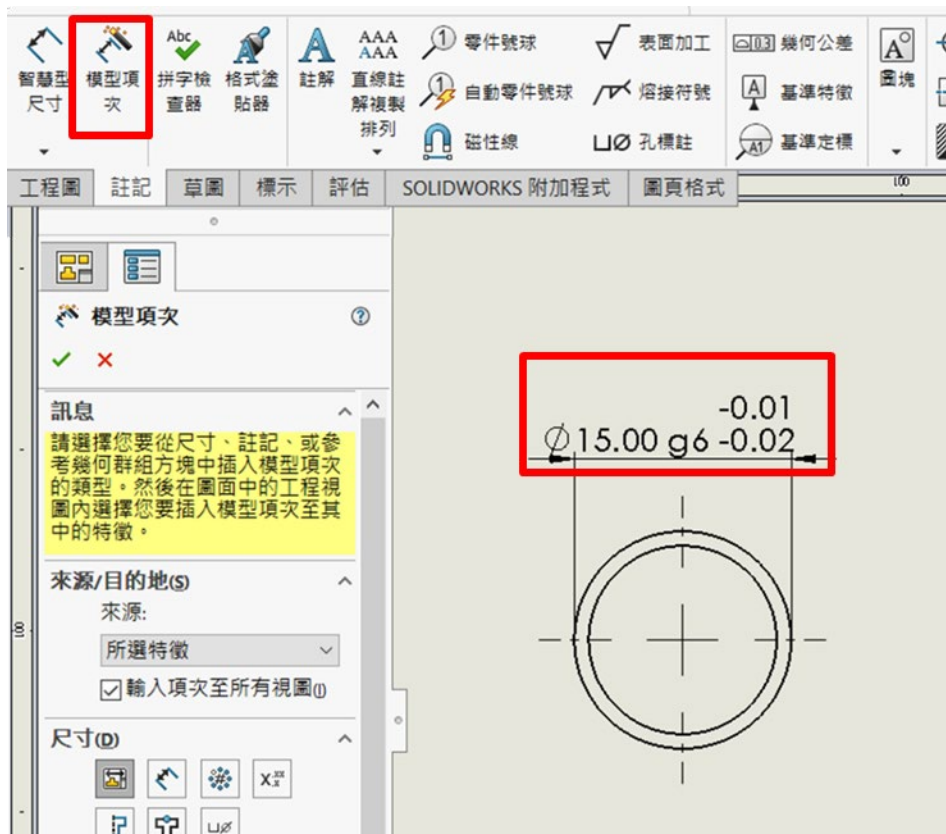 智慧型
尺寸
模型項
次
Abc
拼字檢
查器
格式塗
貼器
A
註解
AAA
AAA
直線註
解複製
排列
1 零件號球
1 自動零件號球
磁性線
表面加工
熔接符號
⊔Ø 孔標註
0.3 幾何公差
A 基準特徵
A1 基準定標
A
圖塊
工程圖 註記 草圖 標示 評估 SOLIDWORKS 附加程式 圖頁格式
100
模型項次 ?
訊息
請選擇您要從尺寸、註記、或參
考幾何群組方塊中插入模型項次
的類型。然後在圖面中的工程視
圖內選擇您要插入模型項次至其
中的特徵。
來源/目的地(S)
來源:
所選特徵
輸入項次至所有視圖(I)
尺寸(D)
X.XX
⊔Ø
100
-0.01
Ø15.00 g6 -0.02